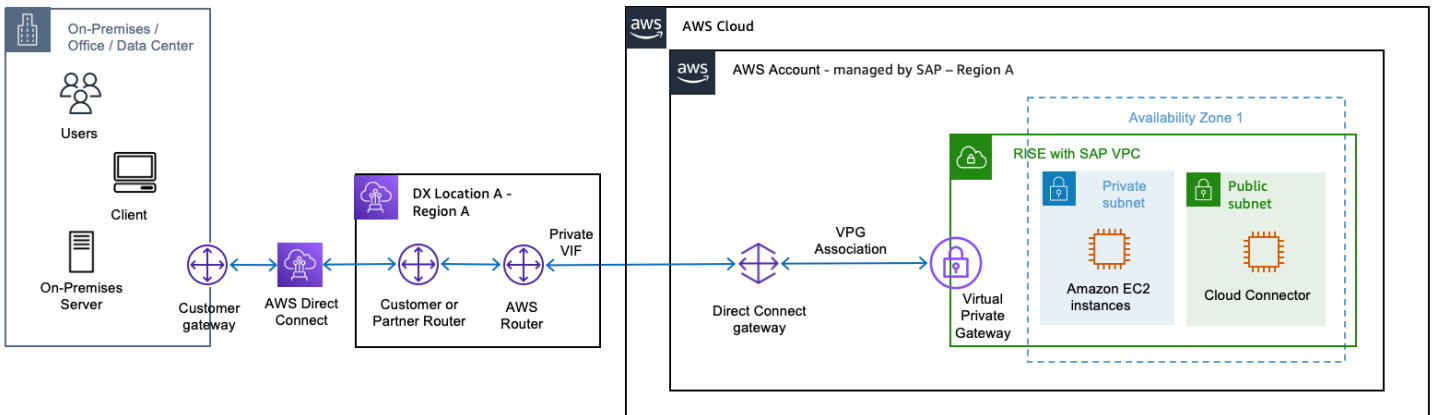 On-Premises /
Office / Data Center
Users
Client
On-Premises
Server
Customer
gateway
AWS Direct
Connect
DX Location A -
Region A
Customer or
Partner Router
AWS
Router
Private
VIF
aws
AWS Cloud
aws
AWS Account - managed by SAP – Region A
Direct Connect
gateway
VPG
Association
Virtual
Private
Gateway
Availability Zone 1
RISE with SAP VPC
Private
subnet
Amazon EC2
instances
Public
subnet
Cloud Connector